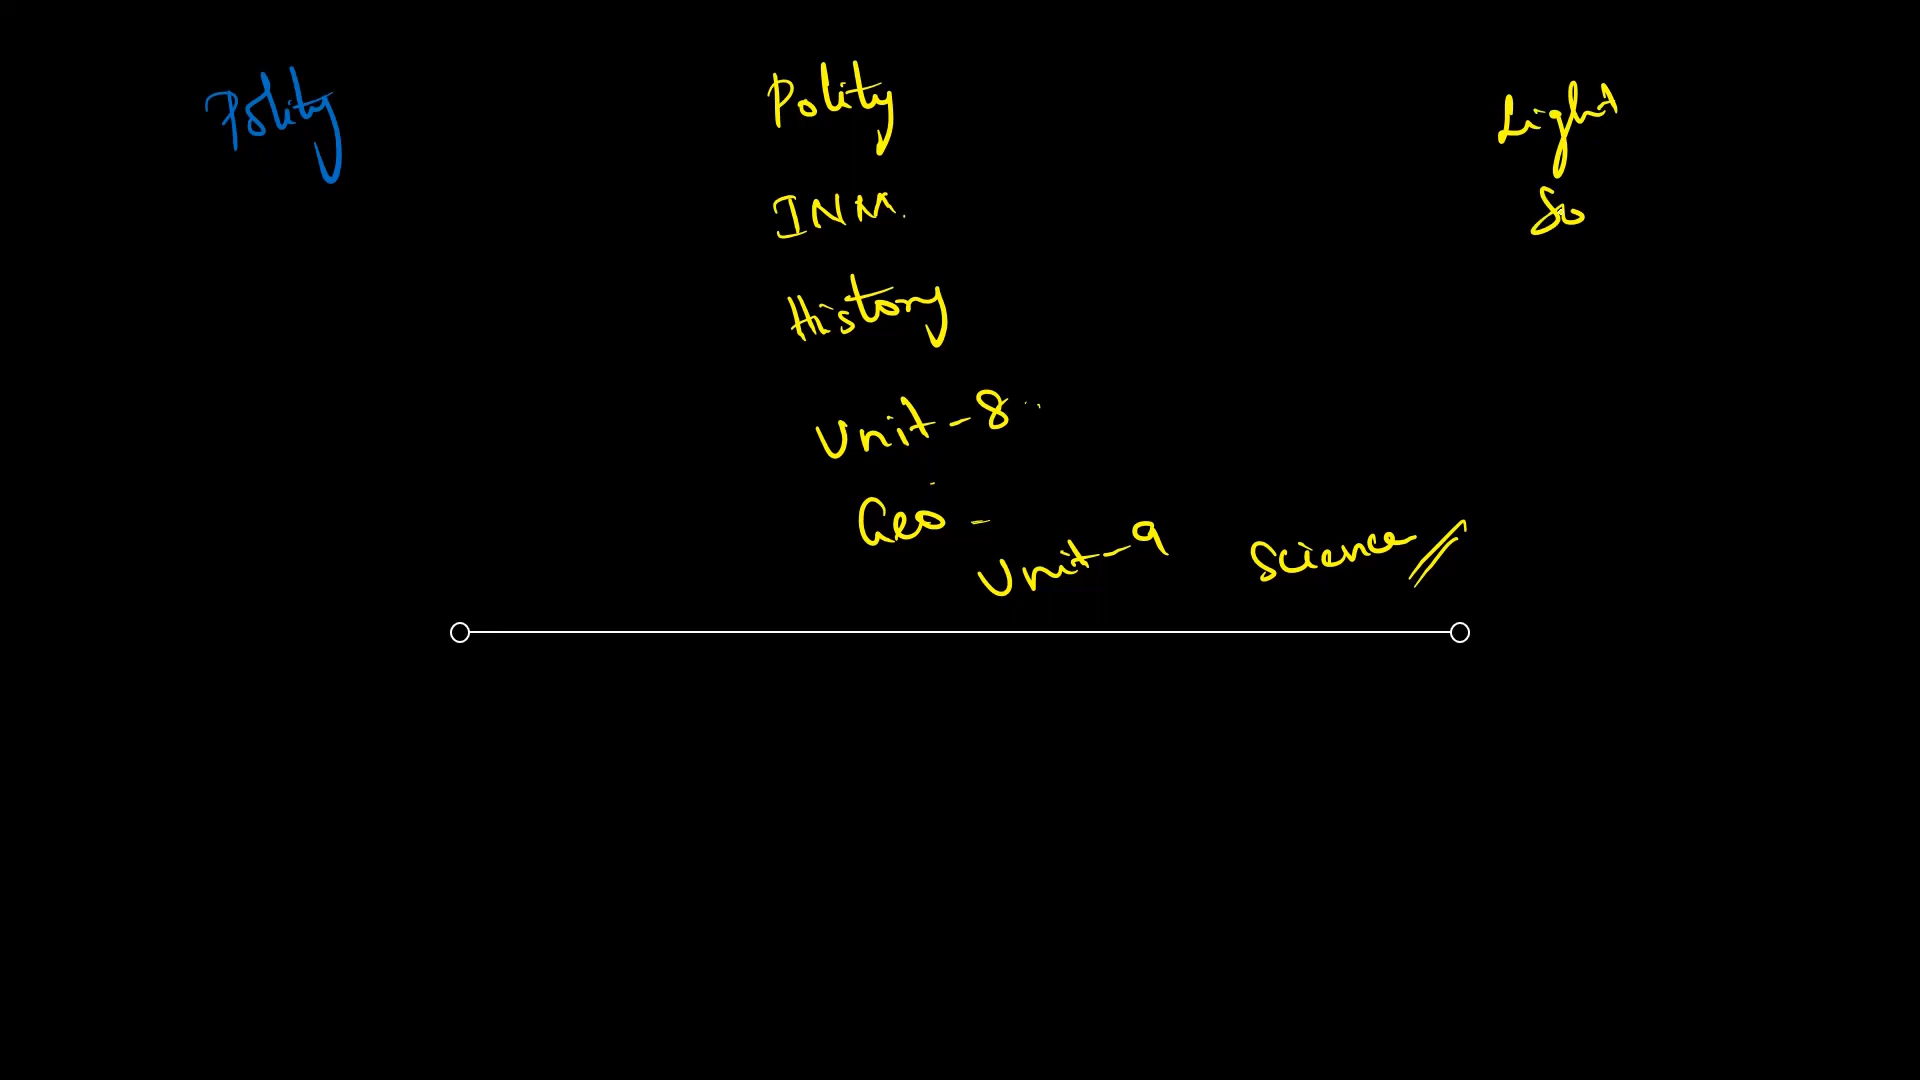 Polity
Polity
Light
So
INM.
History
Unit-8
Geo -
Unit-9
Science